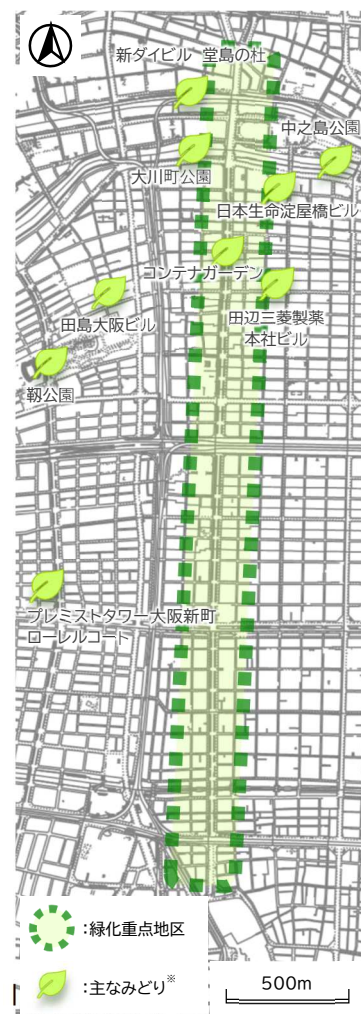 新ダイビル 堂島の杜
中之島公園
大川町公園
日本生命淀屋橋ビル
コンテナガーデン
田島大阪ビル
田辺三菱製薬
本社ビル
靱公園
プレミストタワー大阪新町
ローレルコート
:緑化重点地区
:主なみどり※
500m